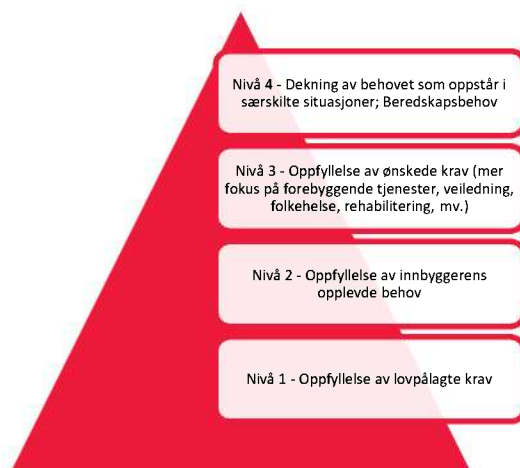 Nivå 4 - Dekning av behovet som oppstår i
særskilte situasjoner; Beredskapsbehov
Nivå 3 - Oppfyllelse av ønskede krav (mer
fokus på forebyggende tjenester, veiledning,
folkehelse, rehabilitering, mv.)
Nivå 2 - Oppfyllelse av innbyggerens
opplevde behov
Nivå 1 - Oppfyllelse av lovpålagte krav